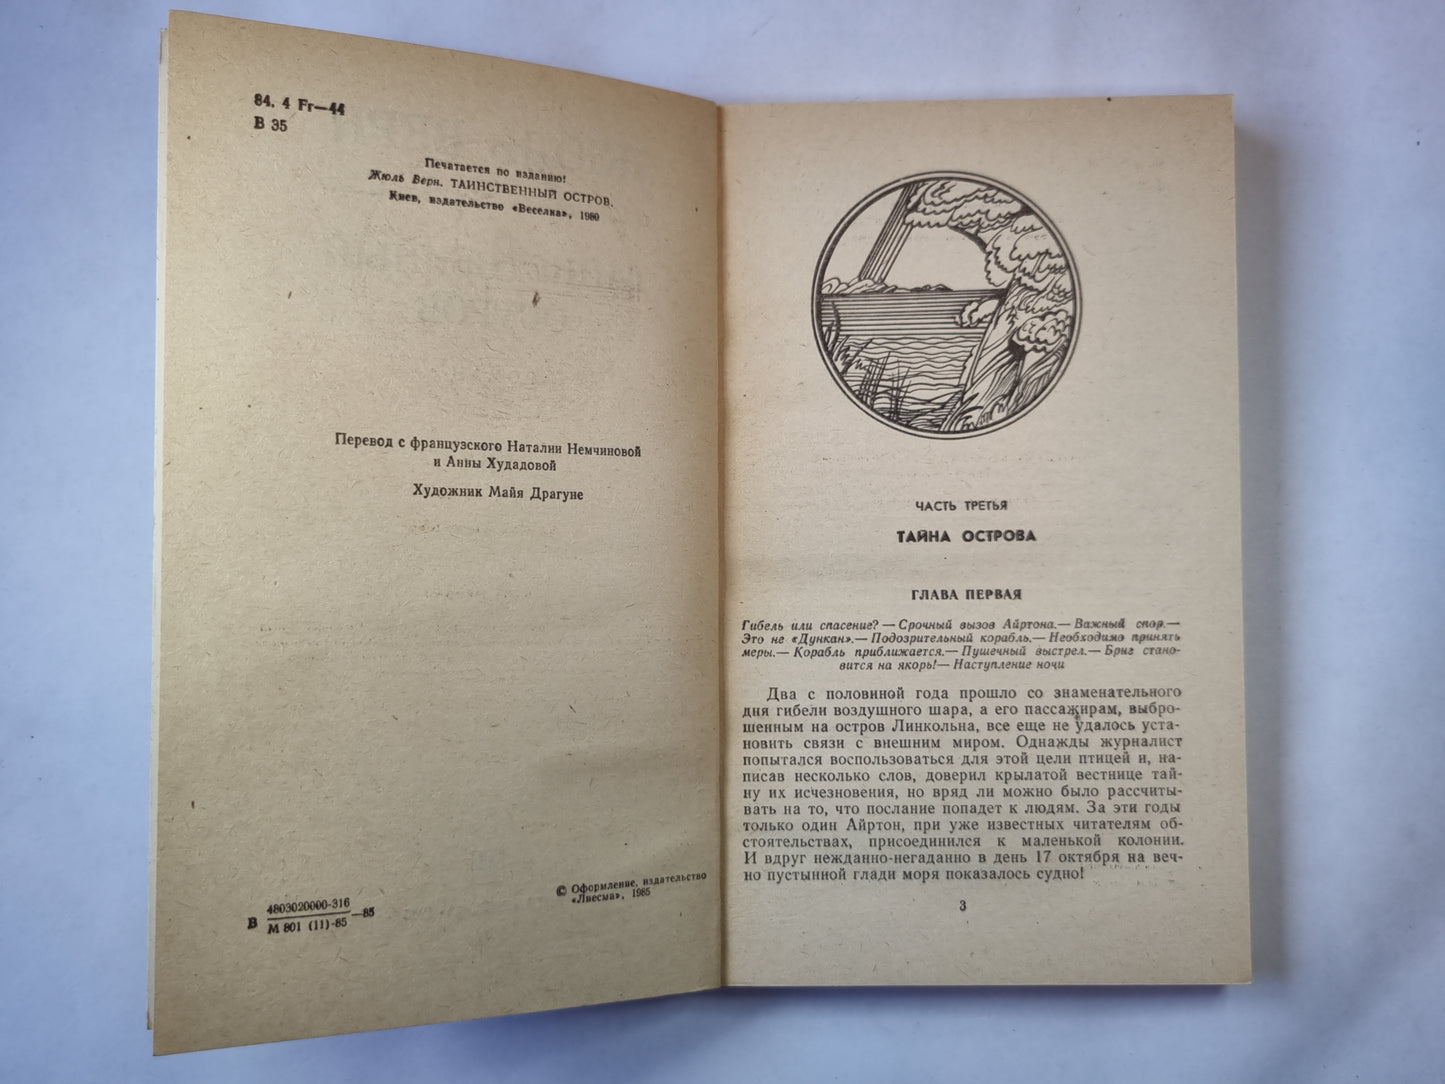 84. 4 Fr—44
В 35
Печатается по изданию!
Жюль Верн. ТАИНСТВЕННЫЙ ОСТРОВ.
Киев, издательство «Веселка», 1980
Перевод с французского Наталии Немчиновой
и Анны Худадовой
Художник Майя Драгуне
В 4803020000-316 —85
М 801 (11)-85
© Оформление, издательство
«Лиесма», 1985
ЧАСТЬ ТРЕТЬЯ
ТАЙНА ОСТРОВА
ГЛАВА ПЕРВАЯ
Гибель или спасение? — Срочный вызов Айртона. — Важный спор. —
Это не «Дункан». — Подозрительный корабль. — Необходимо принять
меры. — Корабль приближается. — Пушечный выстрел. — Бриг стано-
вится на якорь! — Наступление ночи
Два с половиной года прошло со знаменательного
дня гибели воздушного шара, а его пассажирам, выбро-
шенным на остров Линкольна, все еще не удалось уста-
новить связи с внешним миром. Однажды журналист
попытался воспользоваться для этой цели птицей и, на-
писав несколько слов, доверил крылатой вестнице тай-
ну их исчезновения, но вряд ли можно было рассчиты-
вать на то, что послание попадет к людям. За эти годы
только один Айртон, при уже известных читателям об-
стоятельствах, присоединился к маленькой колонии.
И вдруг нежданно-негаданно в день 17 октября на веч-
но пустынной глади моря показалось судно!
3